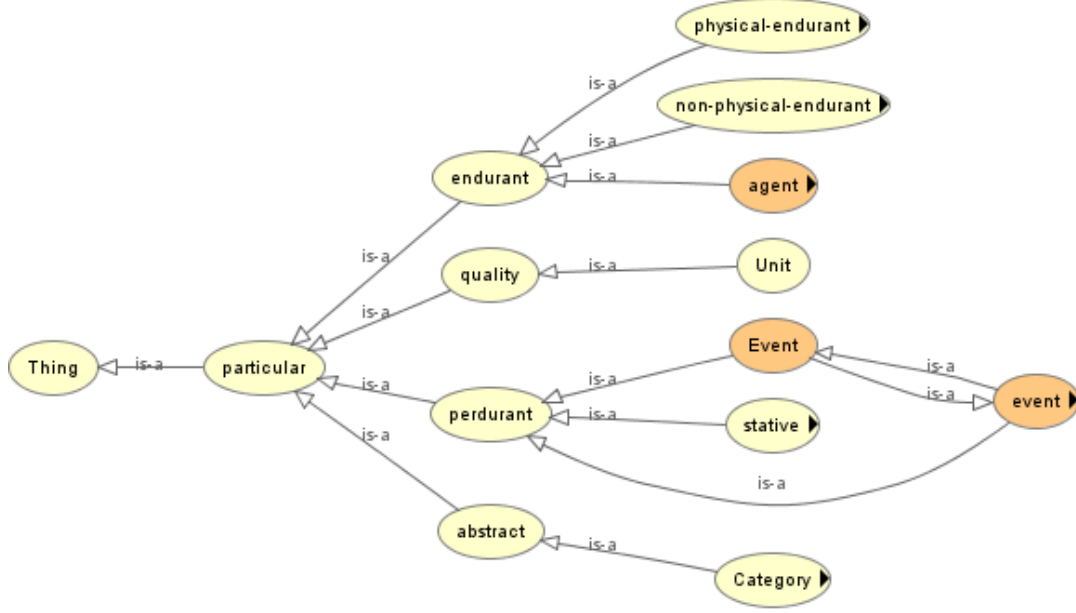 physical-endurant
is-a
non-physical-endurant
is-a
endurant
is-a
agent
is-a
quality
is-a
Unit
is-a
Event
is-a
Thing
is-a
particular
is-a
is-a
is-a
event
perdurant
is-a
stative
is-a
is-a
abstract
is-a
Category